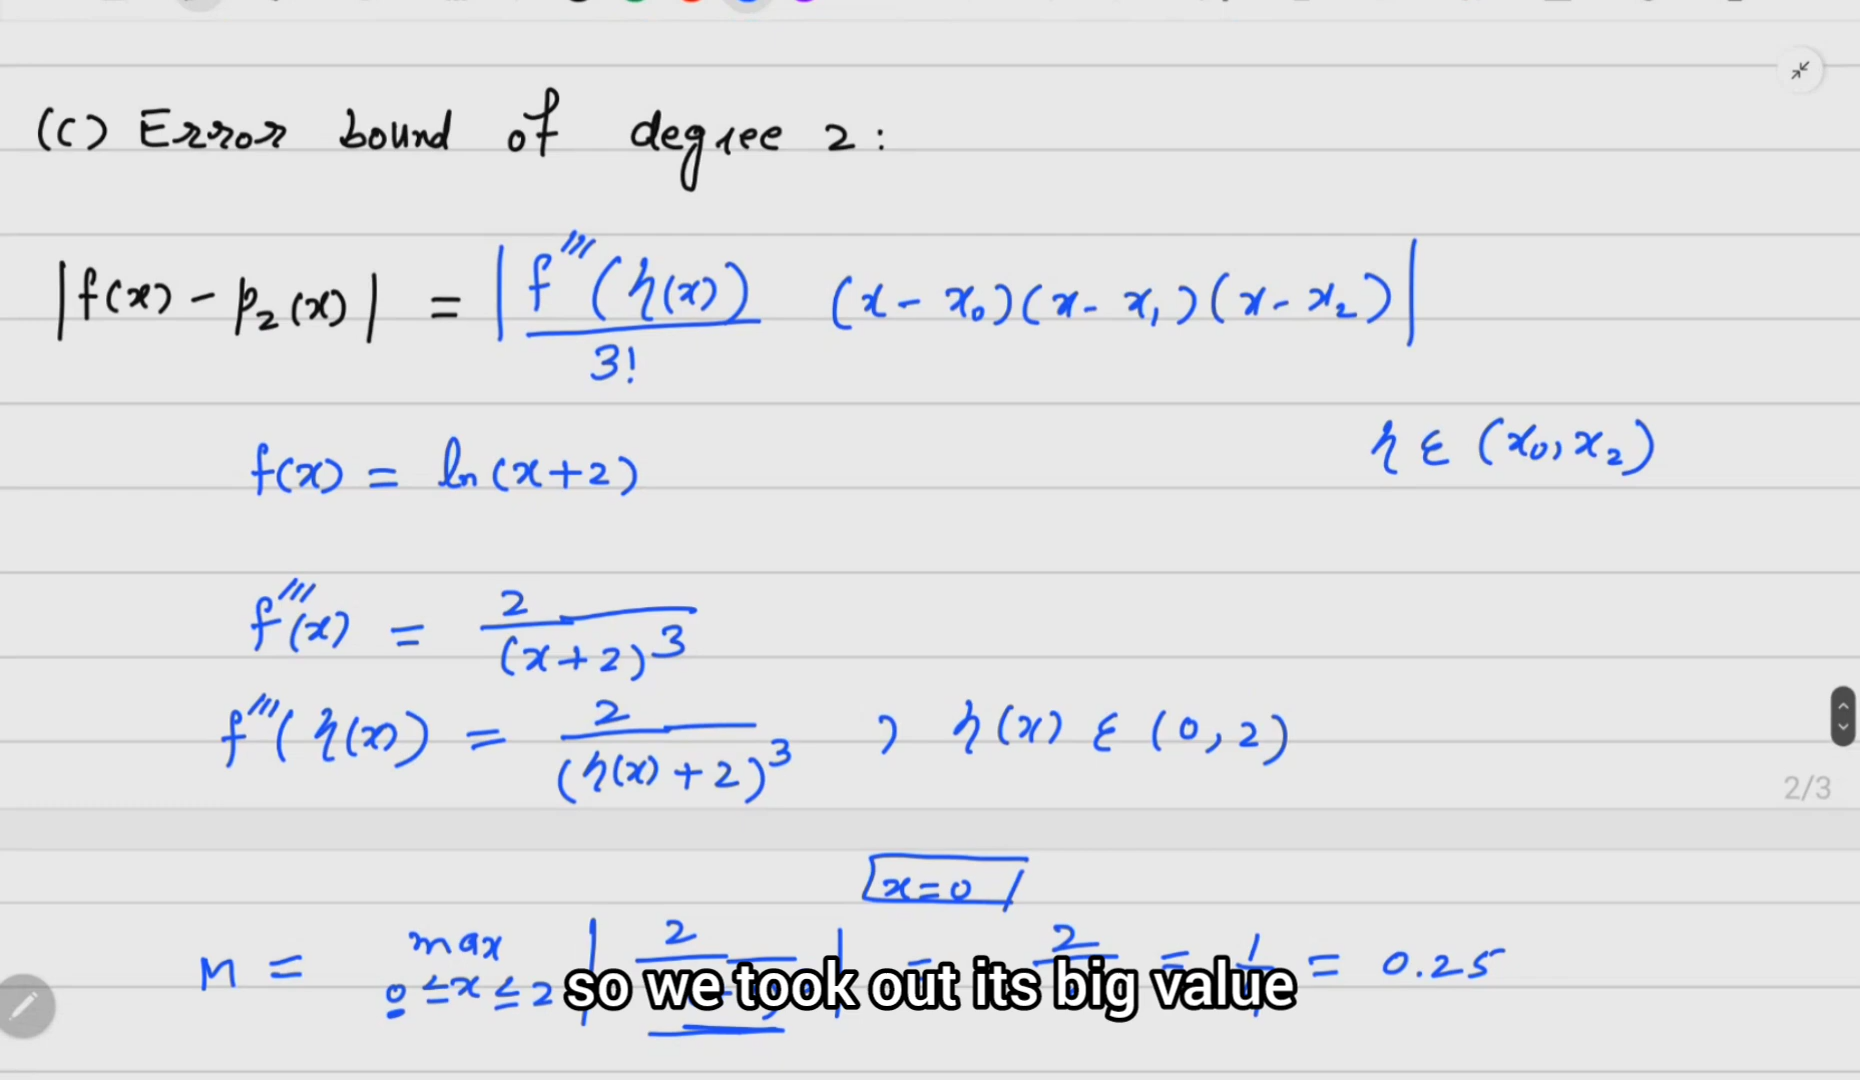 (C) Error bound of degree 2:
|f(x) - p₂(x)| = |f'''(η(x))/3! (x - x₀)(x - x₁)(x - x₂)|
η ε (x₀, x₂)
f(x) = ln(x+2)
f'''(x) = 2/(x+2)³
f'''(η(x)) = 2/(η(x)+2)³ , η(x) ε (0, 2)
2/3
x=0
M = max 0≤x≤2 | 2 | = 2 = 1 = 0.25
so we took out its big value